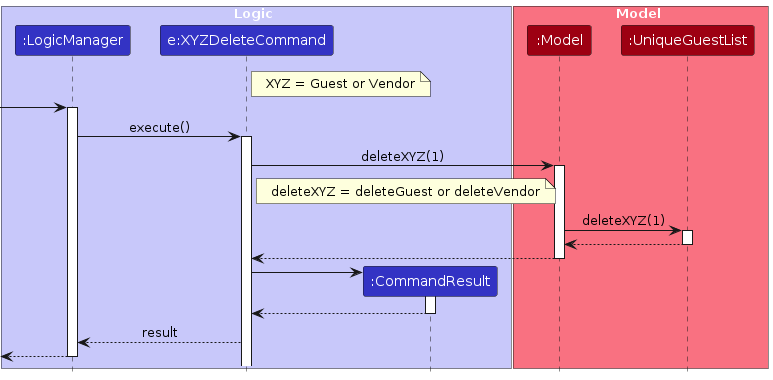 Logic
Model
:LogicManager
e:XYZDeleteCommand
:Model
:UniqueGuestList
XYZ = Guest or Vendor
execute()
deleteXYZ(1)
deleteXYZ = deleteGuest or deleteVendor
deleteXYZ(1)
:CommandResult
result